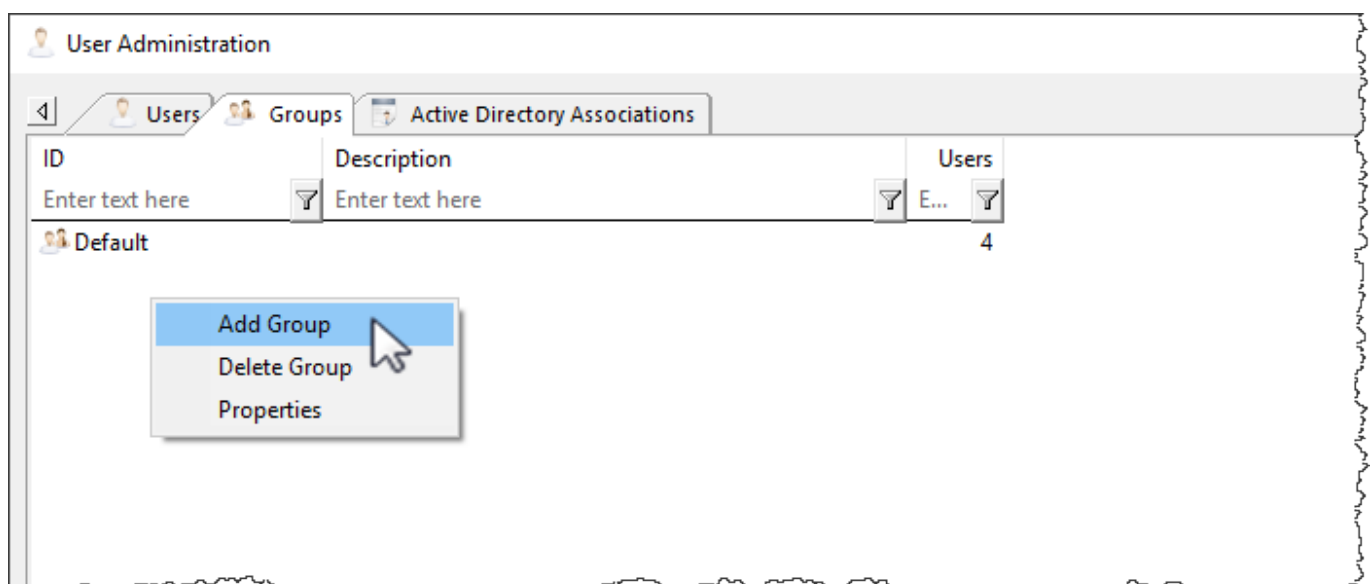 User Administration
Users Groups Active Directory Associations
ID Description Users
Enter text here Enter text here E...
Default 4
Add Group
Delete Group
Properties